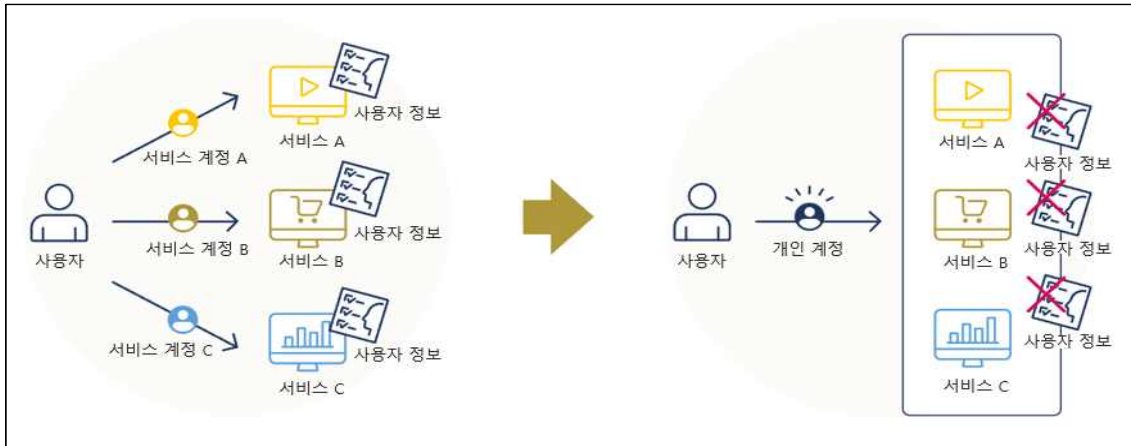 사용자 정보
서비스 A
서비스 계정 A
사용자 정보
서비스 계정 B
서비스 B
사용자
사용자 정보
서비스 계정 C
서비스 C
서비스 A
사용자 정보
사용자
개인 계정
서비스 B
사용자 정보
사용자 정보
서비스 C